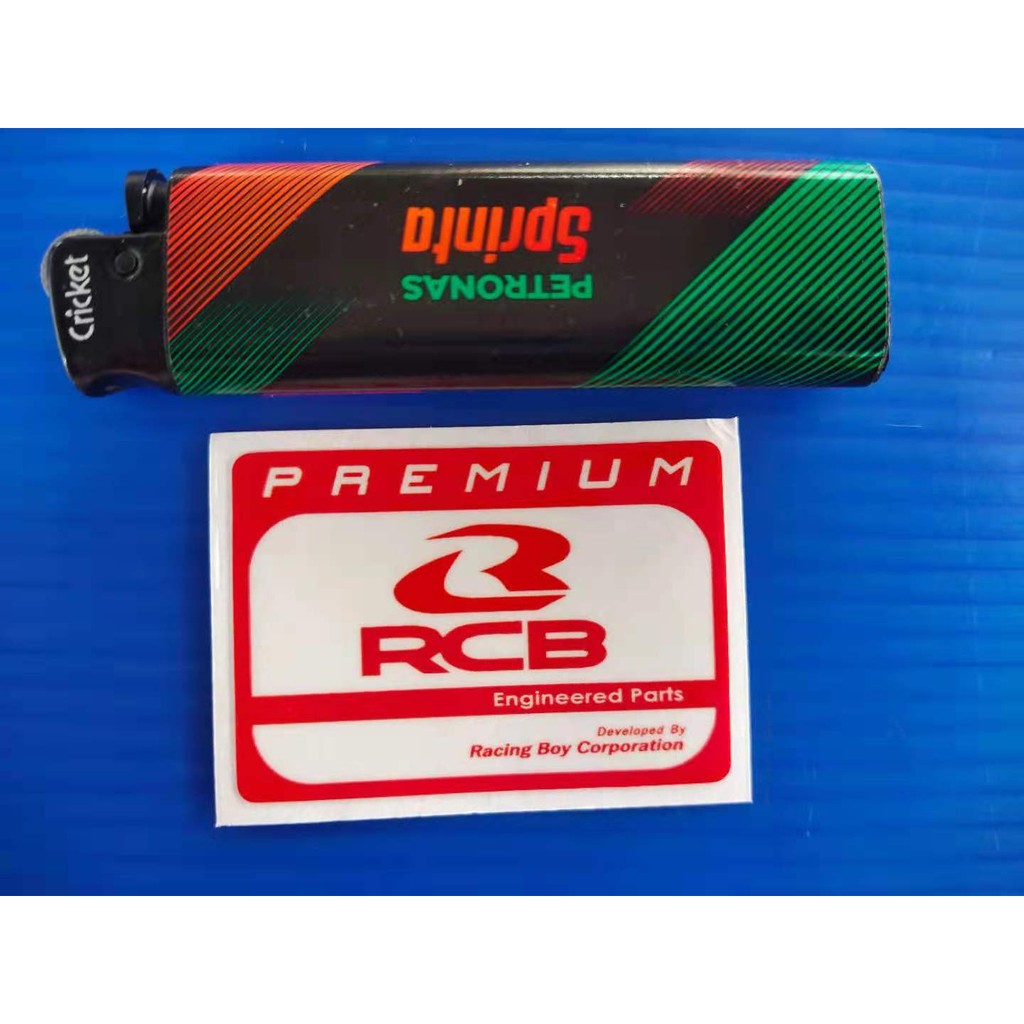 Cricket
PETRONAS
Sprinta
PREMIUM
RCB
Engineered Parts
Developed By
Racing Boy Corporation